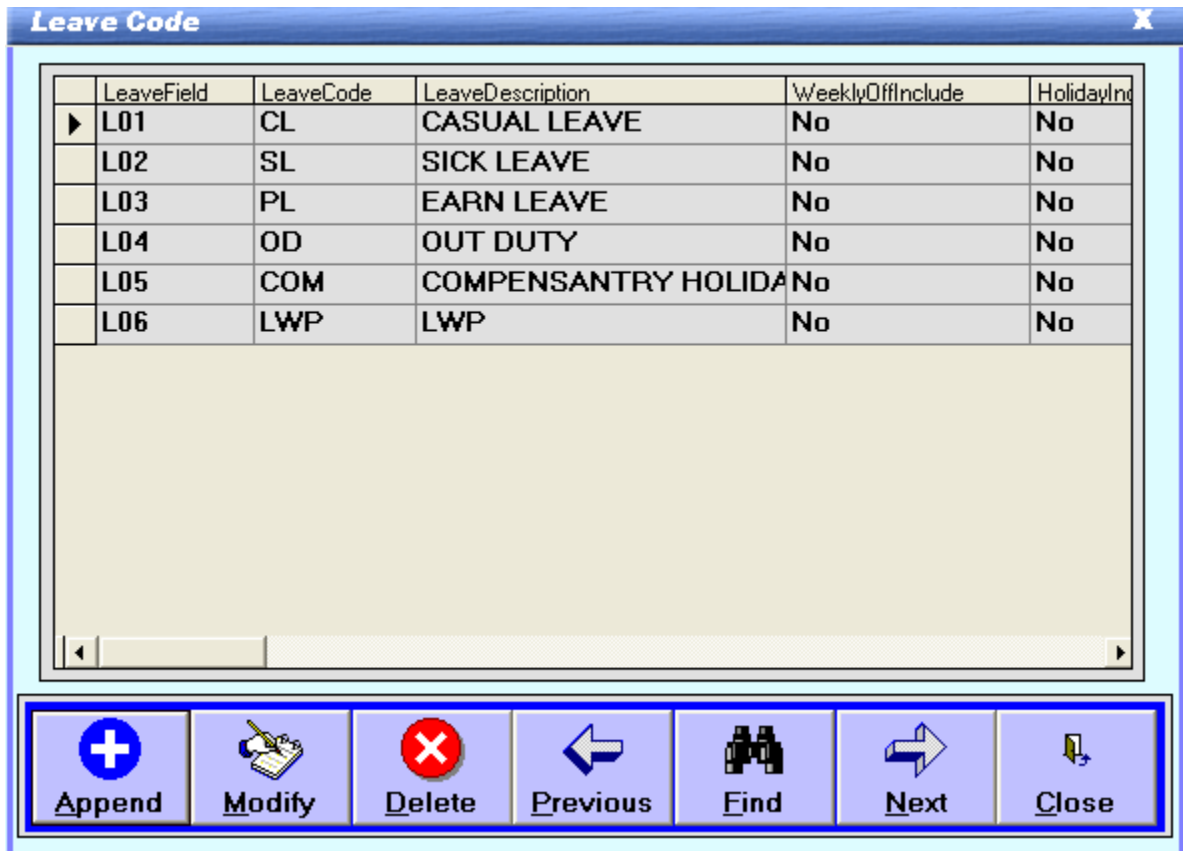 Leave Code X
LeaveField LeaveCode LeaveDescription WeeklyOffInclude HolidayInc
L01 CL CASUAL LEAVE No No
L02 SL SICK LEAVE No No
L03 PL EARN LEAVE No No
L04 OD OUT DUTY No No
L05 COM COMPENSANTRY HOLIDA No No
L06 LWP LWP No No
Append Modify Delete Previous Find Next Close